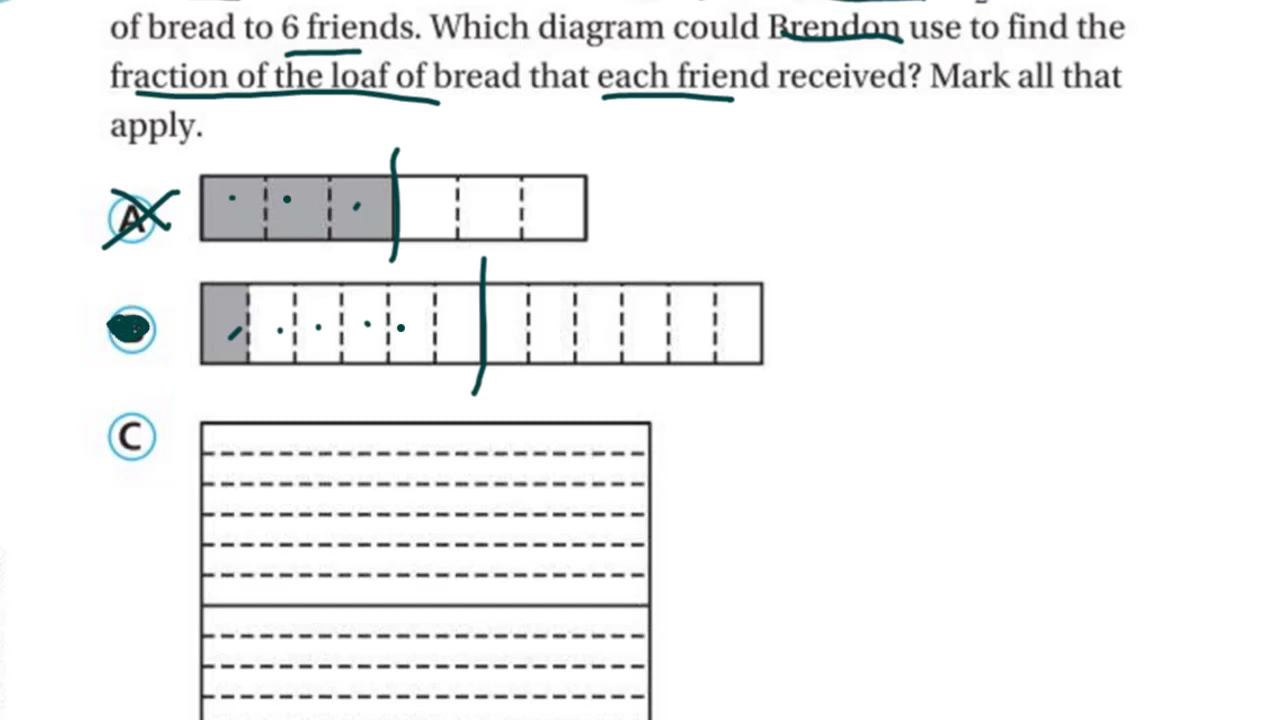 of bread to 6 friends. Which diagram could Brendon use to find the
fraction of the loaf of bread that each friend received? Mark all that
apply.
A
C